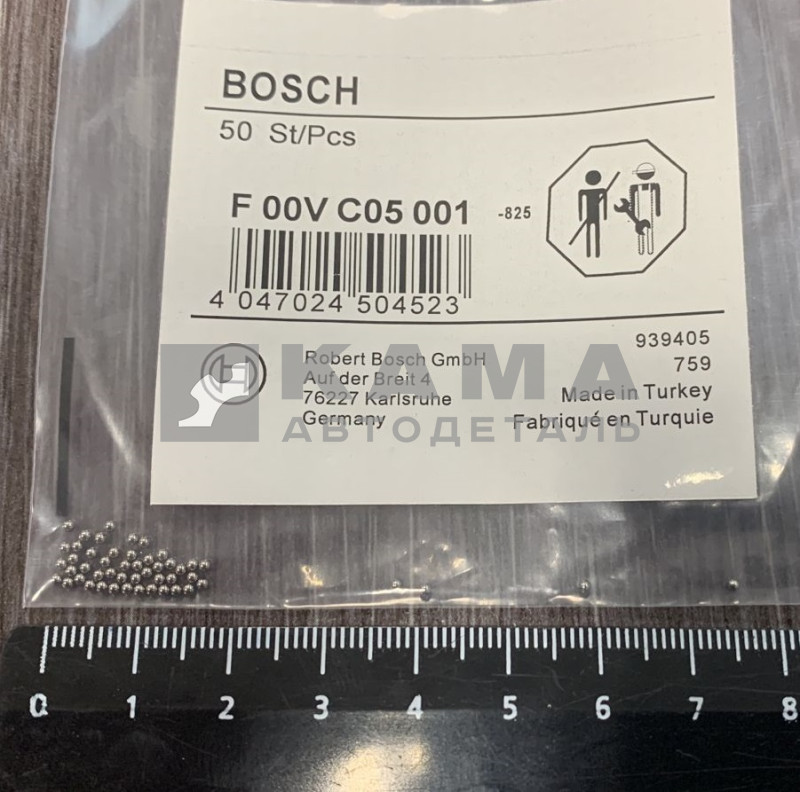 BOSCH
50 St/Pcs
F 00V C05 001 -825
4 047024 504523
939405
Robert Bosch GmbH 759
Auf der Breit 4
76227 Karlsruhe Made in Turkey
Germany Fabriqué en Turquie
КАМА
АВТОДЕТАЛЬ
0 1 2 3 4 5 6 7 8